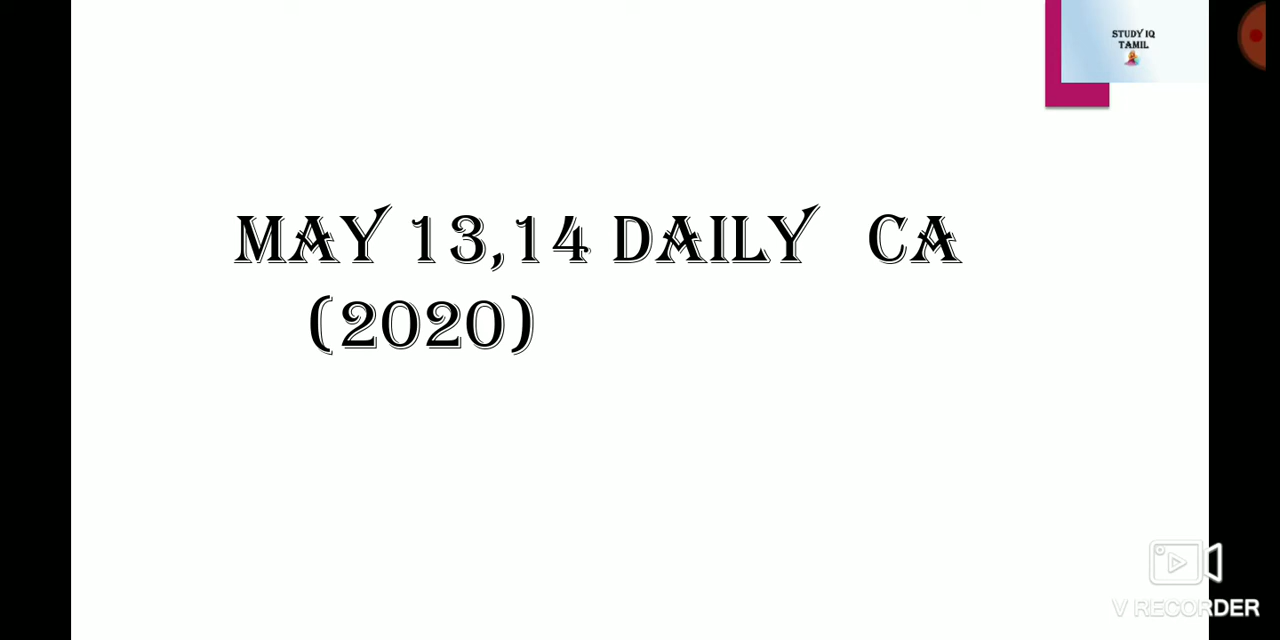 STUDY IQ
TAMIL
MAY 13,14 DAILY CA
(2020)
V RECORDER